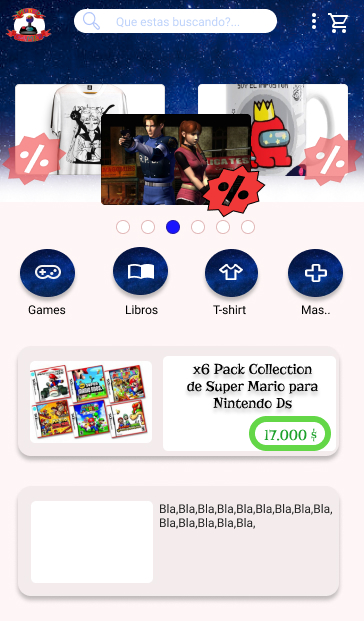 Que estas buscando?...
SOY EL IMPOSTOR
%
%
%
Games
Libros
T-shirt
Mas..
x6 Pack Collection
de Super Mario para
Nintendo Ds
17.000 $
Bla,Bla,Bla,Bla,Bla,Bla,Bla,Bla,Bla,
Bla,Bla,Bla,Bla,Bla,